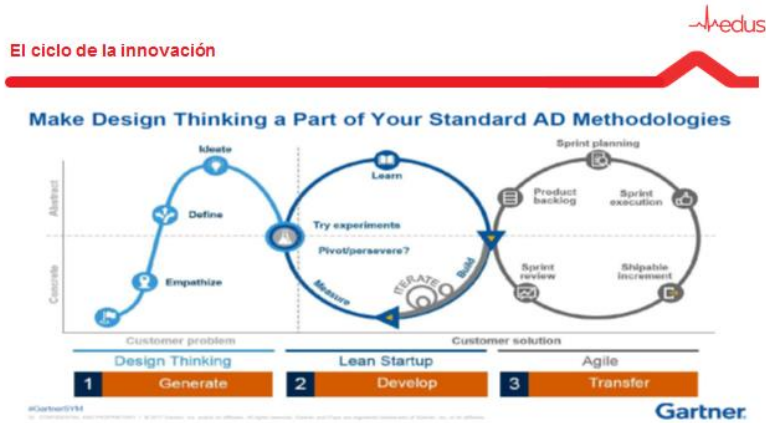 edus
El ciclo de la innovación
Make Design Thinking a Part of Your Standard AD Methodologies
Ideate
Define
Empathize
Abstract
Concrete
Learn
Try experiments
Pivot/persevere?
Measure
ITERATE
Build
Sprint planning
Product
backlog
Sprint
execution
Sprint
review
Shipable
increment
Customer problem
Customer solution
Design Thinking
Lean Startup
Agile
1 Generate
2 Develop
3 Transfer
#GartnerSYM
Gartner